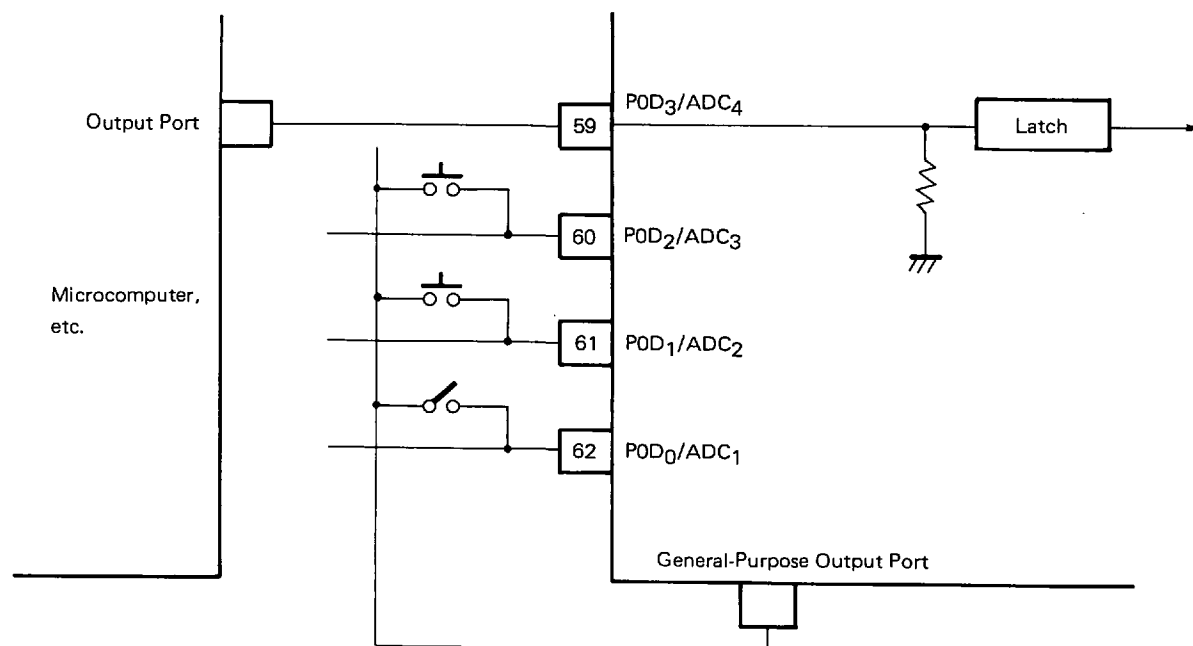 Output Port
Microcomputer,
etc.
59
P0D₃/ADC₄
Latch
60
P0D₂/ADC₃
61
P0D₁/ADC₂
62
P0D₀/ADC₁
General-Purpose Output Port